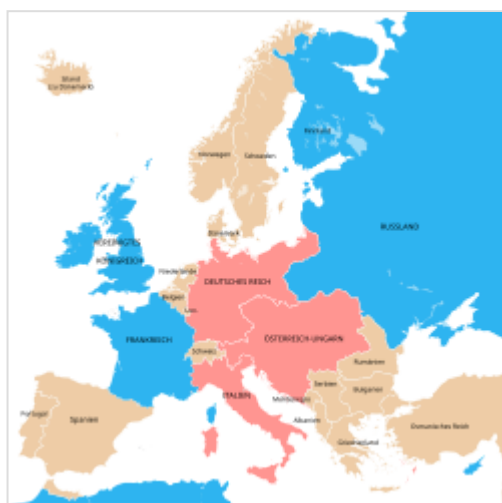 Island
(zu Dänemark)
Norwegen
Schweden
Finnland
VEREINIGTES
KÖNIGREICH
Dänemark
RUSSLAND
Niederlande
Belgien
Lux.
DEUTSCHES REICH
FRANKREICH
Schweiz
ÖSTERREICH-UNGARN
Rumänien
ITALIEN
Serbien
Bulgarien
Montenegro
Albanien
Portugal
Spanien
Griechenland
Osmanisches Reich